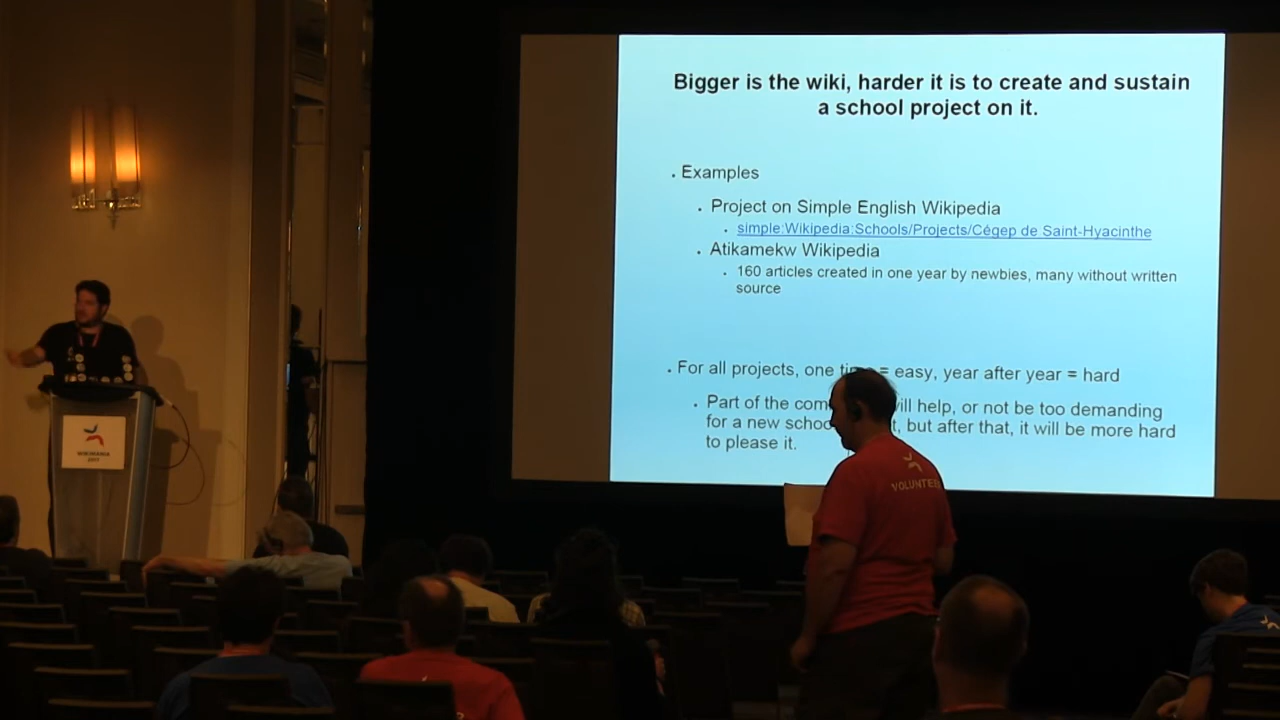 Bigger is the wiki, harder it is to create and sustain
a school project on it.
Examples
Project on Simple English Wikipedia
simple:Wikipedia:Schools/Projects/Cégep de Saint-Hyacinthe
Atikamekw Wikipedia
160 articles created in one year by newbies, many without written
source
For all projects, one = easy, year after year = hard
Part of the will help, or not be too demanding
for a new but after that, it will be more hard
to please it.
WIKIMANIA
VOLUNTEER